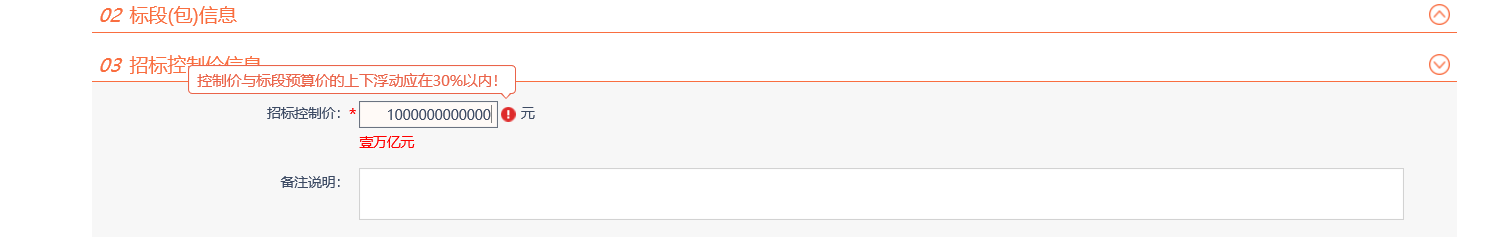 02 标段(包)信息
03 招标控制价信息
控制价与标段预算价的上下浮动应在30%以内！
招标控制价：* 1000000000000 元
壹万亿元
备注说明：